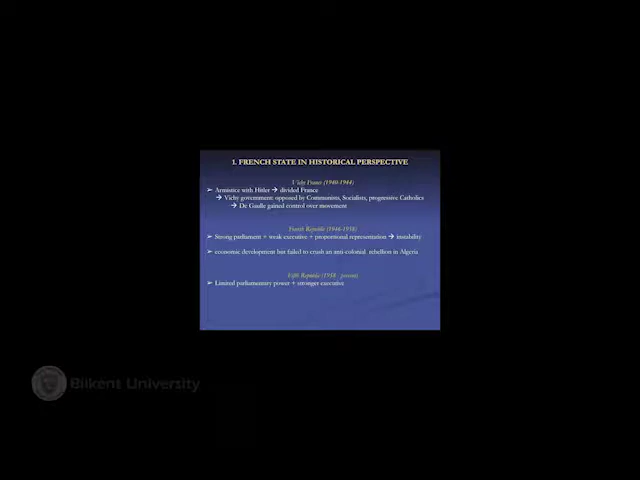 1. FRENCH STATE IN HISTORICAL PERSPECTIVE
Vichy France (1940-1944)
➢ Armistice with Hitler → divided France
→ Vichy government: opposed by Communists, Socialists, progressive Catholics
→ De Gaulle gained control over movement
Fourth Republic (1946-1958)
➢ Strong parliament + weak executive + proportional representation → instability
➢ economic development but failed to crush an anti-colonial rebellion in Algeria
Fifth Republic (1958 - present)
➢ Limited parliamentary power + stronger executive
Bilkent University